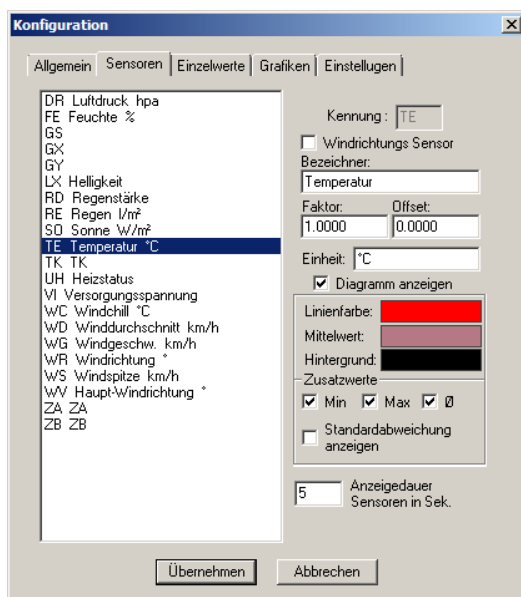 Konfiguration
Allgemein Sensoren Einzelwerte Grafiken Einstellugen
DR Luftdruck hpa
FE Feuchte %
GS
GX
GY
LX Helligkeit
RD Regenstärke
RE Regen l/m²
SO Sonne W/m²
TE Temperatur °C
TK TK
UH Heizstatus
VI Versorgungsspannung
WC Windchill °C
WD Winddurchschnitt km/h
WG Windgeschw. km/h
WR Windrichtung °
WS Windspitze km/h
WV Haupt-Windrichtung °
ZA ZA
ZB ZB
Kennung : TE
Windrichtungs Sensor
Bezeichner:
Temperatur
Faktor: Offset:
1.0000 0.0000
Einheit: °C
Diagramm anzeigen
Linienfarbe:
Mittelwert:
Hintergrund:
Zusatzwerte
Min Max Ø
Standardabweichung
anzeigen
5 Anzeigedauer
Sensoren in Sek.
Übernehmen Abbrechen